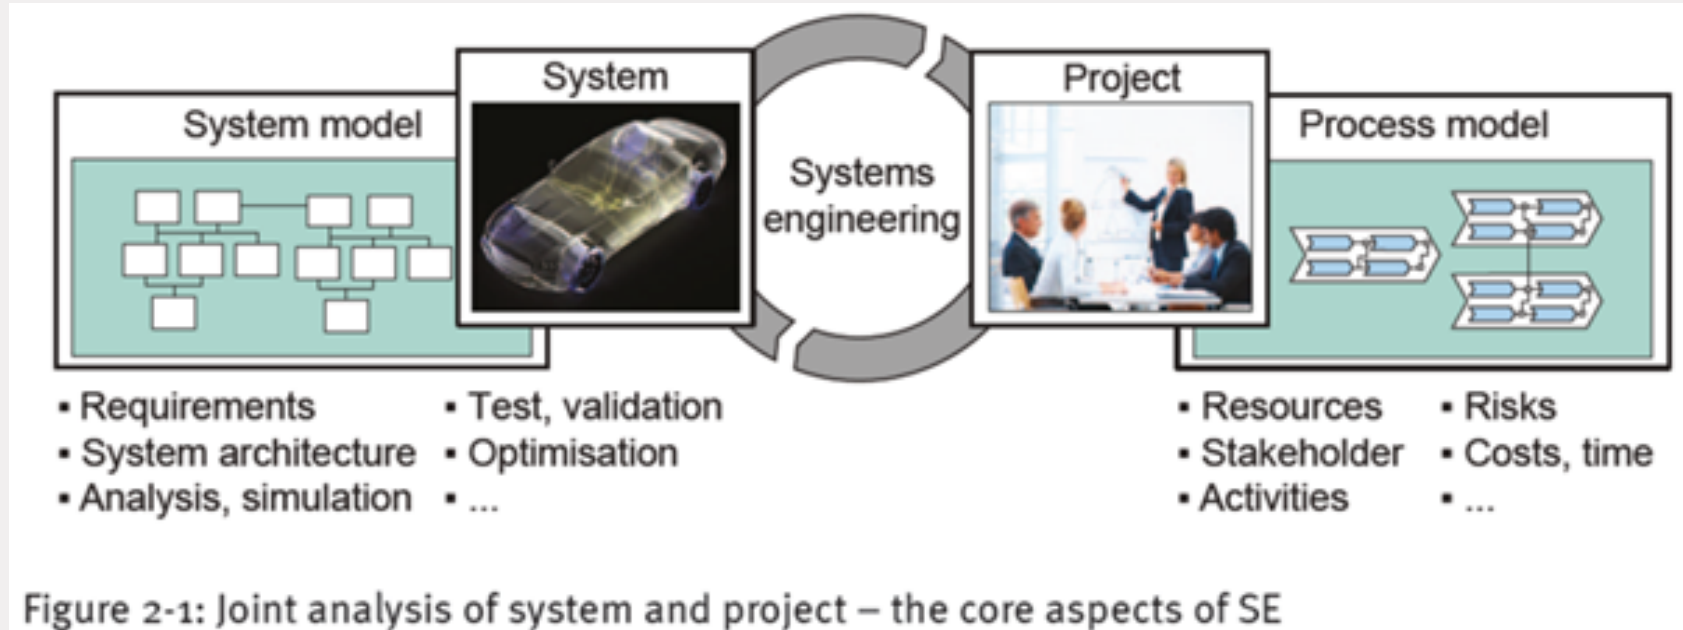 System model
System
Systems
engineering
Project
Process model
▪ Requirements
▪ System architecture
▪ Analysis, simulation
▪ Test, validation
▪ Optimisation
▪ ...
▪ Resources
▪ Stakeholder
▪ Activities
▪ Risks
▪ Costs, time
▪ ...
Figure 2-1: Joint analysis of system and project – the core aspects of SE